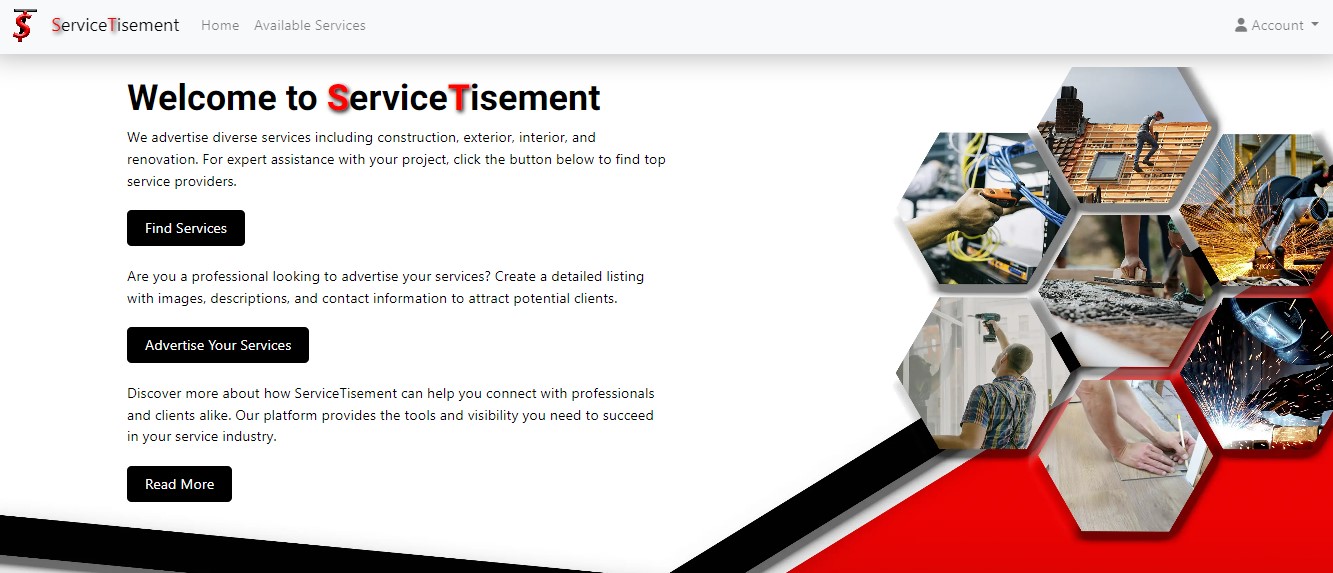 ServiceTisement Home Available Services Account
Welcome to ServiceTisement
We advertise diverse services including construction, exterior, interior, and
renovation. For expert assistance with your project, click the button below to find top
service providers.
Find Services
Are you a professional looking to advertise your services? Create a detailed listing
with images, descriptions, and contact information to attract potential clients.
Advertise Your Services
Discover more about how ServiceTisement can help you connect with professionals
and clients alike. Our platform provides the tools and visibility you need to succeed
in your service industry.
Read More